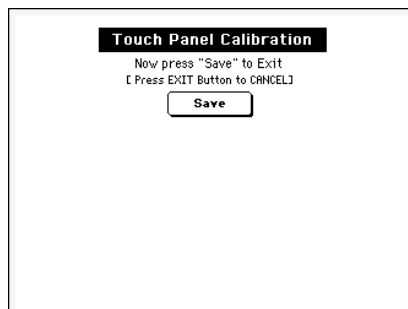 Touch Panel Calibration
Now press "Save" to Exit
[ Press EXIT Button to CANCEL]
Save